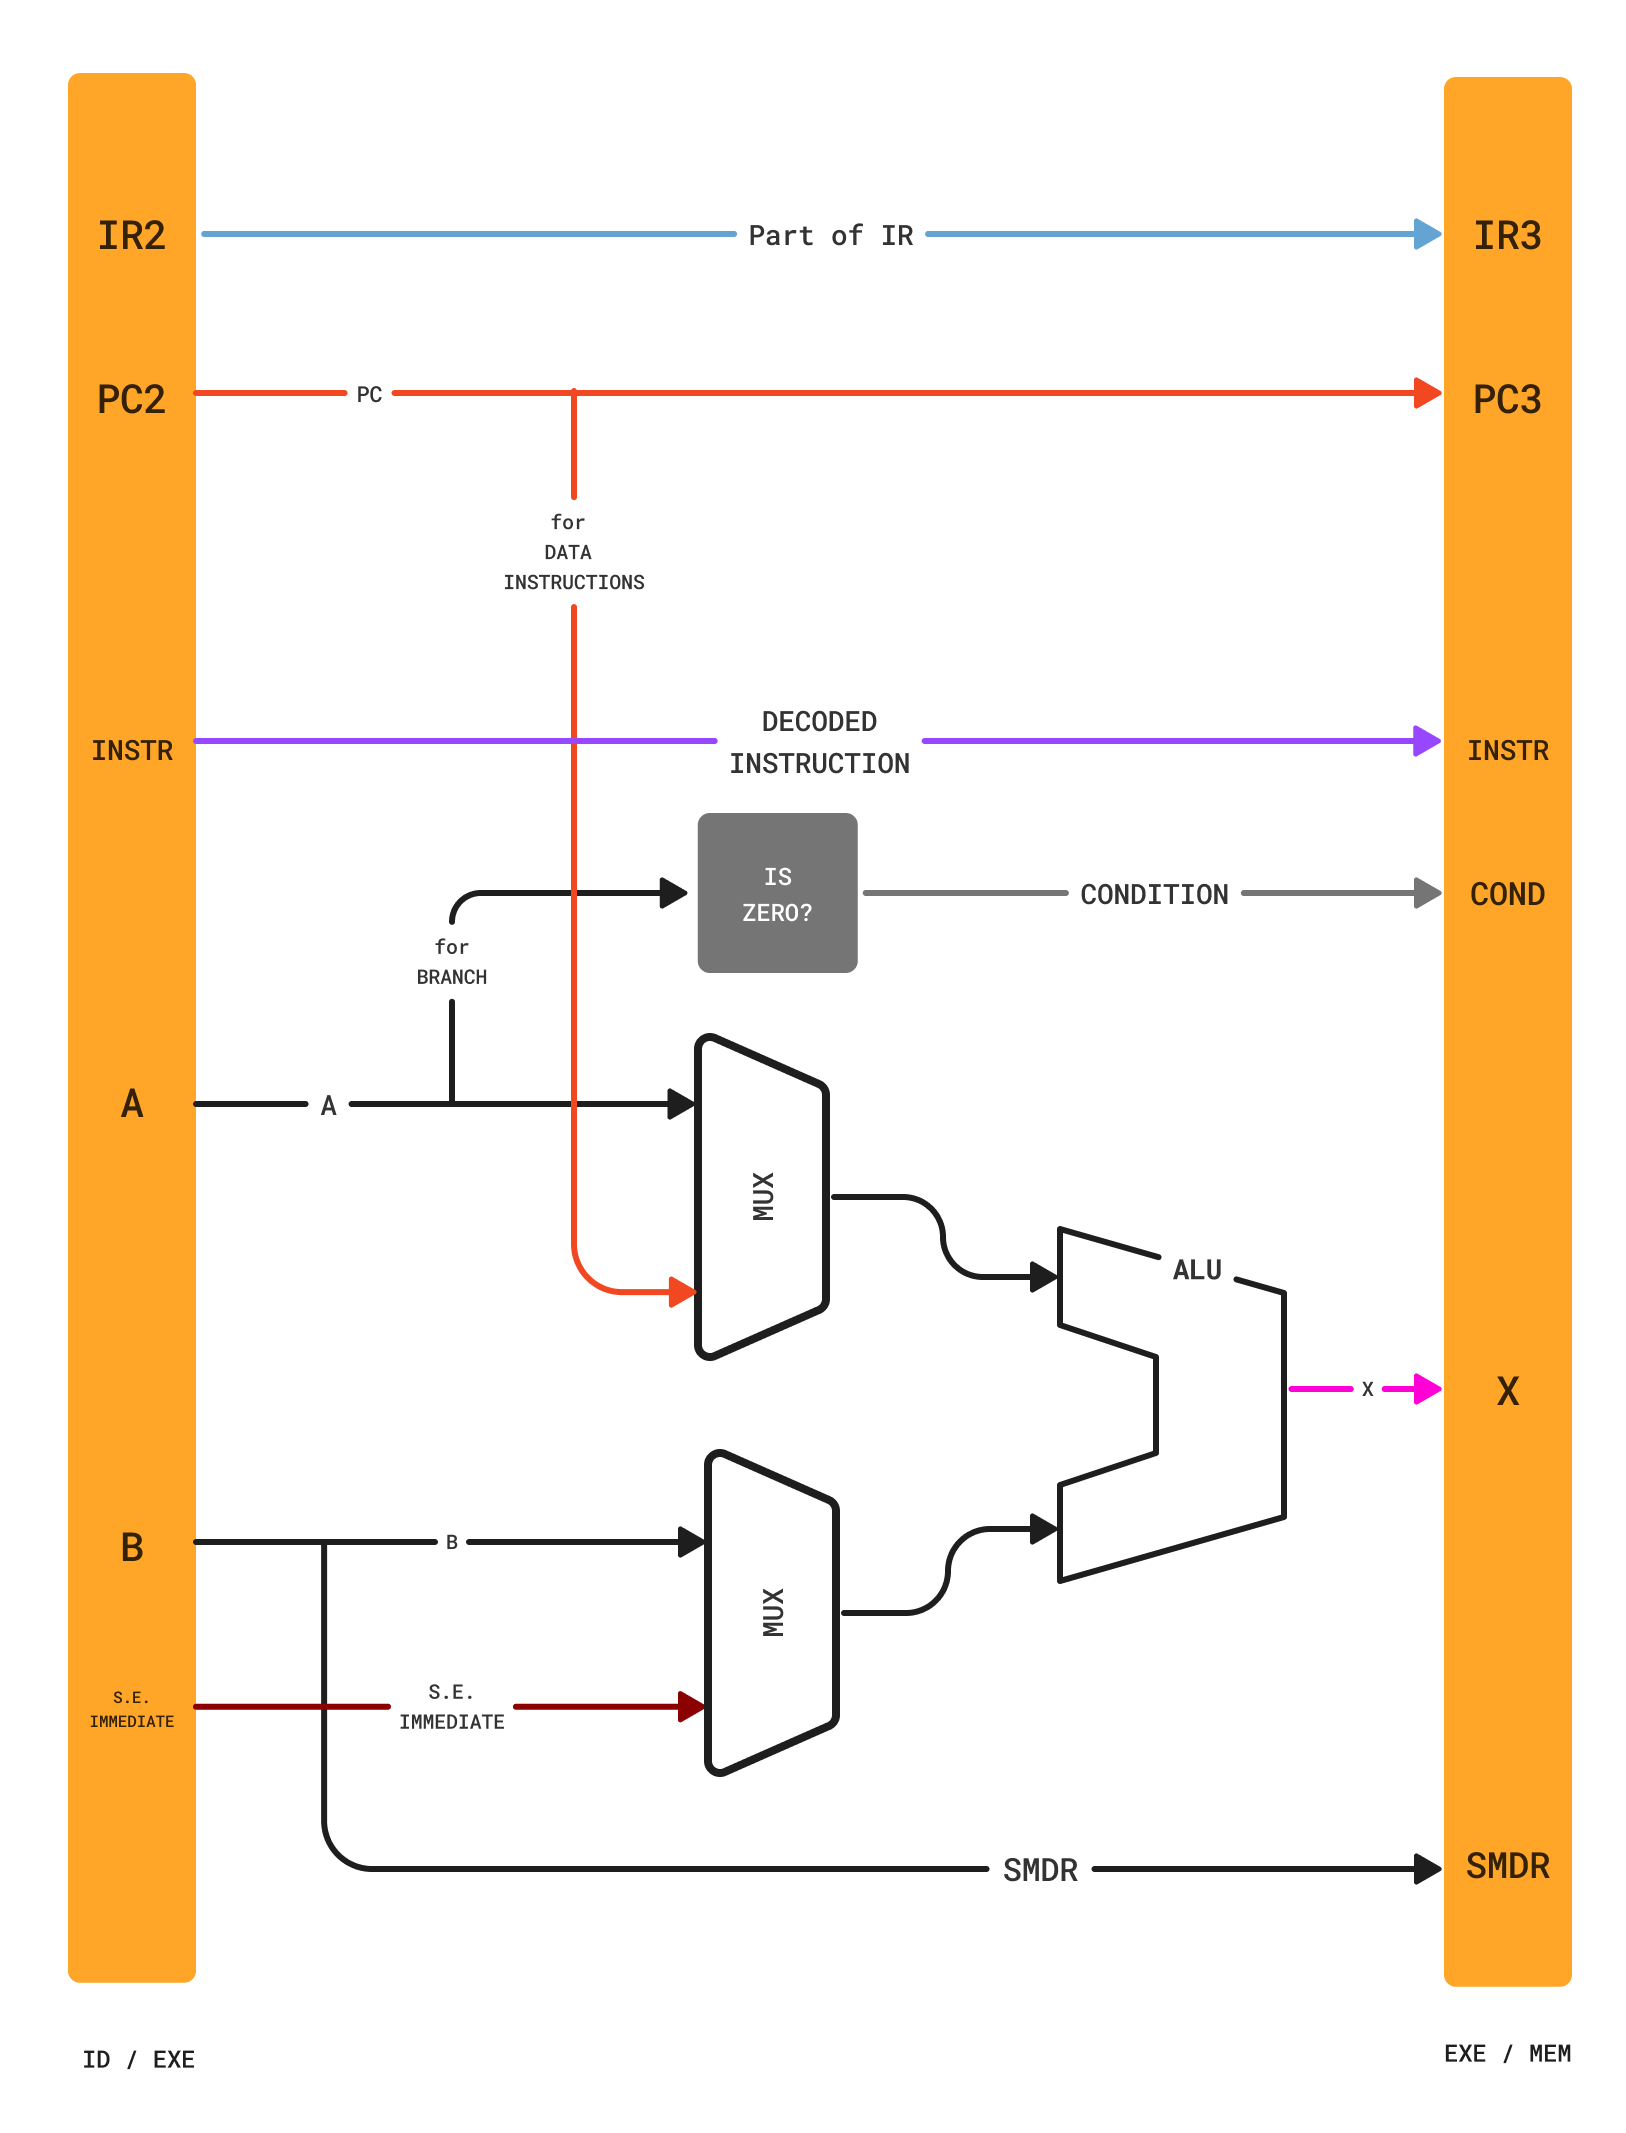 IR2
Part of IR
IR3
PC2
PC
PC3
for
DATA
INSTRUCTIONS
INSTR
DECODED
INSTRUCTION
INSTR
IS
ZERO?
CONDITION
COND
for
BRANCH
A
A
MUX
ALU
X
X
B
B
MUX
S.E.
IMMEDIATE
S.E.
IMMEDIATE
SMDR
SMDR
ID / EXE
EXE / MEM